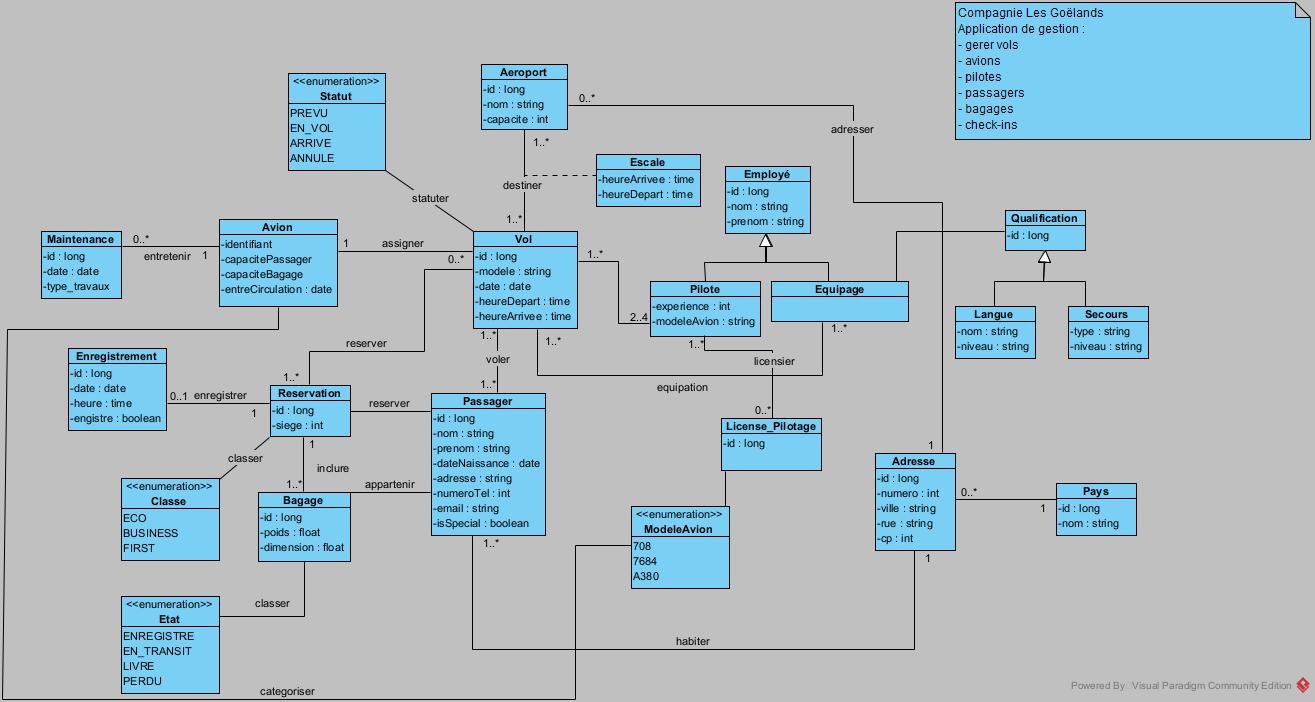 Compagnie Les Goëlands
Application de gestion :
- gerer vols
- avions
- pilotes
- passagers
- bagages
- check-ins
<<enumeration>>
Statut
PREVU
EN_VOL
ARRIVE
ANNULE
statuter
Aeroport
-id : long
-nom : string
-capacite : int
0..*
adresser
1..*
destiner
1..*
Escale
-heureArrivee : time
-heureDepart : time
Employé
-id : long
-nom : string
-prenom : string
Qualification
-id : long
Maintenance
-id : long
-date : date
-type_travaux
0..*
entretenir
1
Avion
-identifiant
-capacitePassager
-capaciteBagage
-entreCirculation : date
1
assigner
0..*
Vol
-id : long
-modele : string
-date : date
-heureDepart : time
-heureArrivee : time
1..*
2..4
Pilote
-experience : int
-modeleAvion : string
Equipage
1..*
Langue
-nom : string
-niveau : string
Secours
-type : string
-niveau : string
1..*
licensier
0..*
1..*
voler
1..*
1..*
equipation
reserver
1..*
Enregistrement
-id : long
-date : date
-heure : time
-engistre : boolean
0..1
enregistrer
1
Reservation
-id : long
-siege : int
reserver
Passager
-id : long
-nom : string
-prenom : string
-dateNaissance : date
-adresse : string
-numeroTel : int
-email : string
-isSpecial : boolean
1..*
License_Pilotage
-id : long
classer
1
inclure
1..*
<<enumeration>>
Classe
ECO
BUSINESS
FIRST
Bagage
-id : long
-poids : float
-dimension : float
appartenir
<<enumeration>>
ModeleAvion
708
7684
A380
1
Adresse
-id : long
-numero : int
-ville : string
-rue : string
-cp : int
1
0..*
1
Pays
-id : long
-nom : string
classer
<<enumeration>>
Etat
ENREGISTRE
EN_TRANSIT
LIVRE
PERDU
habiter
categoriser
Powered By Visual Paradigm Community Edition